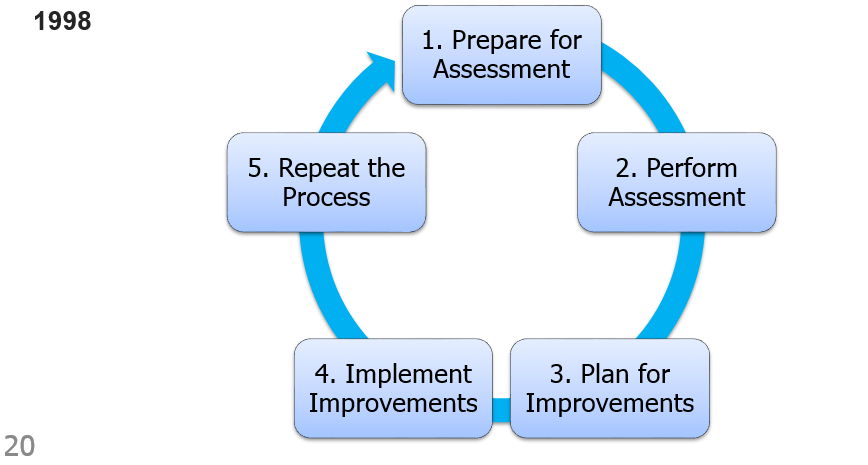 1998
1. Prepare for
Assessment
2. Perform
Assessment
3. Plan for
Improvements
4. Implement
Improvements
5. Repeat the
Process
20